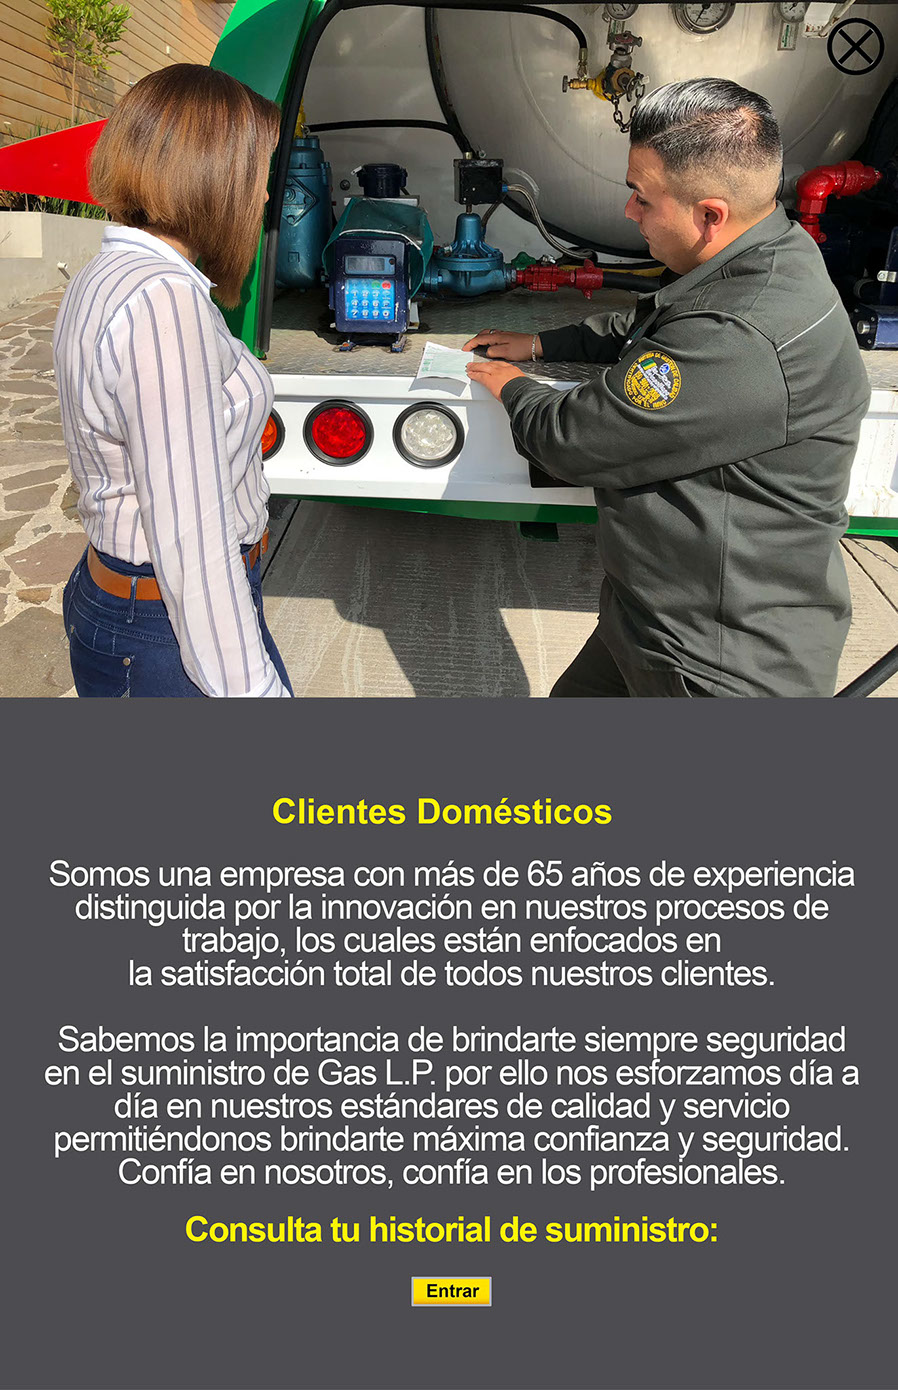 Clientes Domésticos
Somos una empresa con más de 65 años de experiencia
distinguida por la innovación en nuestros procesos de
trabajo, los cuales están enfocados en
la satisfacción total de todos nuestros clientes.
Sabemos la importancia de brindarte siempre seguridad
en el suministro de Gas L.P. por ello nos esforzamos día a
día en nuestros estándares de calidad y servicio
permitiéndonos brindarte máxima confianza y seguridad.
Confía en nosotros, confía en los profesionales.
Consulta tu historial de suministro:
Entrar